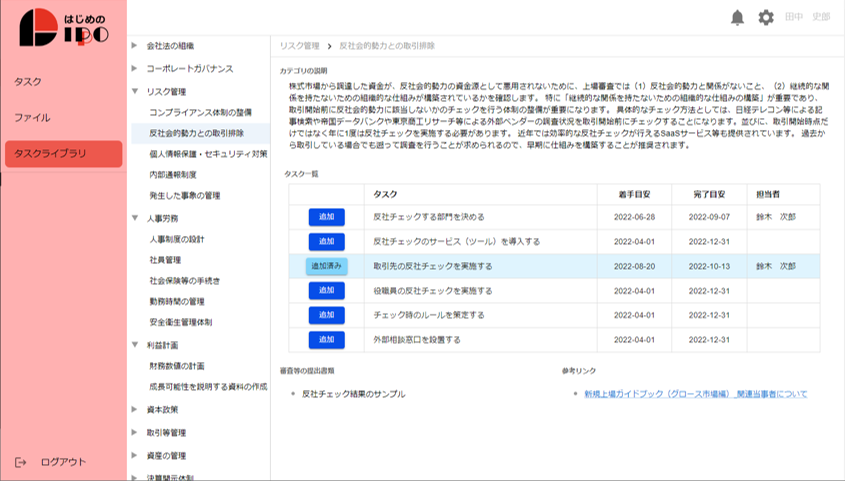 はじめの
IPO
田中 史郎
タスク
ファイル
タスクライブラリ
ログアウト
会社法の組織
コーポレートガバナンス
リスク管理
コンプライアンス体制の整備
反社会的勢力との取引排除
個人情報保護・セキュリティ対策
内部通報制度
発生した事象の管理
人事労務
人事制度の設計
社員管理
社会保険等の手続き
勤務時間の管理
安全衛生管理体制
利益計画
財務数値の計画
成長可能性を説明する資料の作成
資本政策
取引等管理
資産の管理
決算開示体制
リスク管理 > 反社会的勢力との取引排除
カテゴリの説明
株式市場から調達した資金が、反社会的勢力の資金源として悪用されないために、上場審査では（1）反社会的勢力と関係がないこと、（2）継続的な関
係を持たないための組織的な仕組みが構築されているかを確認します。 特に「継続的な関係を持たないための組織的な仕組みの構築」が重要であり、
取引開始前に反社会的勢力に該当しないかのチェックを行う体制の整備が重要になります。 具体的なチェック方法としては、日経テレコン等による記
事検索や帝国データバンクや東京商工リサーチ等による外部ベンダーの調査状況を取引開始前にチェックすることになります。並びに、取引開始時点だ
けではなく年に1度は反社チェックを実施する必要があります。 近年では効率的な反社チェックが行えるSaaSサービス等も提供されています。 過去か
ら取引している場合でも遡って調査を行うことが求められるので、早期に仕組みを構築することが推奨されます。
タスク一覧
タスク 着手目安 完了目安 担当者
追加 反社チェックする部門を決める 2022-06-28 2022-09-07 鈴木 次郎
追加 反社チェックのサービス（ツール）を導入する 2022-04-01 2022-12-31
追加済み 取引先の反社チェックを実施する 2022-08-20 2022-10-13 鈴木 次郎
追加 役職員の反社チェックを実施する 2022-04-01 2022-12-31
追加 チェック時のルールを策定する 2022-04-01 2022-12-31
追加 外部相談窓口を設置する 2022-04-01 2022-12-31
審査等の提出書類
反社チェック結果のサンプル
参考リンク
新規上場ガイドブック（グロース市場編）_関連当事者について